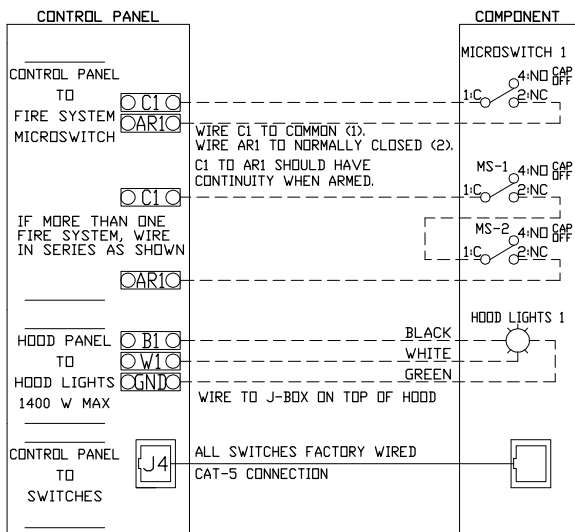 CONTROL PANEL
COMPONENT
MICROSWITCH 1
CONTROL PANEL
TO
FIRE SYSTEM
MICROSWITCH
C1
AR1
1:C
4:NO CAP OFF
2:NC
WIRE C1 TO COMMON (1).
WIRE AR1 TO NORMALLY CLOSED (2).
C1 TO AR1 SHOULD HAVE
CONTINUITY WHEN ARMED.
MS-1
4:NO CAP OFF
C1
1:C
2:NC
IF MORE THAN ONE
FIRE SYSTEM, WIRE
IN SERIES AS SHOWN
MS-2
4:NO CAP OFF
1:C
2:NC
AR1
HOOD LIGHTS 1
HOOD PANEL
TO
HOOD LIGHTS
1400 W MAX
B1
BLACK
W1
WHITE
GND
GREEN
WIRE TO J-BOX ON TOP OF HOOD
CONTROL PANEL
TO
SWITCHES
J4
ALL SWITCHES FACTORY WIRED
CAT-5 CONNECTION